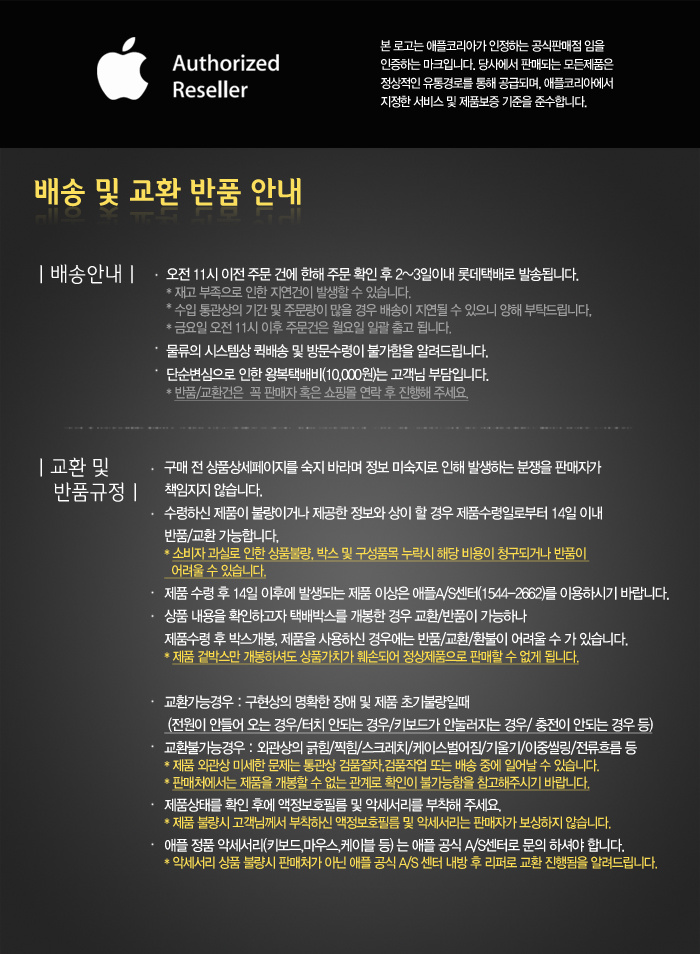 Authorized
Reseller
본 로고는 애플코리아가 인정하는 공식판매점 임을
인증하는 마크입니다. 당사에서 판매되는 모든제품은
정상적인 유통경로를 통해 공급되며, 애플코리아에서
지정한 서비스 및 제품보증 기준을 준수합니다.
배송 및 교환 반품 안내
| 배송안내 |
· 오전 11시 이전 주문 건에 한해 주문 확인 후 2~3일이내 롯데택배로 발송됩니다.
* 재고 부족으로 인한 지연건이 발생할 수 있습니다.
* 수입 통관상의 기간 및 주문량이 많을 경우 배송이 지연될 수 있으니 양해 부탁드립니다.
* 금요일 오전 11시 이후 주문건은 월요일 일괄 출고 됩니다.
· 물류의 시스템상 퀵배송 및 방문수령이 불가함을 알려드립니다.
· 단순변심으로 인한 왕복택배비(10,000원)는 고객님 부담입니다.
* 반품/교환건은 꼭 판매자 혹은 쇼핑몰 연락 후 진행해 주세요.
| 교환 및
반품규정 |
· 구매 전 상품상세페이지를 숙지 바라며 정보 미숙지로 인해 발생하는 분쟁을 판매자가
책임지지 않습니다.
· 수령하신 제품이 불량이거나 제공한 정보와 상이 할 경우 제품수령일로부터 14일 이내
반품/교환 가능합니다.
* 소비자 과실로 인한 상품불량, 박스 및 구성품목 누락시 해당 비용이 청구되거나 반품이
어려울 수 있습니다.
· 제품 수령 후 14일 이후에 발생되는 제품 이상은 애플A/S센터(1544-2662)를 이용하시기 바랍니다.
· 상품 내용을 확인하고자 택배박스를 개봉한 경우 교환/반품이 가능하나
제품수령 후 박스개봉, 제품을 사용하신 경우에는 반품/교환/환불이 어려울 수 가 있습니다.
* 제품 겉박스만 개봉하셔도 상품가치가 훼손되어 정상제품으로 판매할 수 없게 됩니다.
· 교환가능경우 : 구현상의 명확한 장애 및 제품 초기불량일때
(전원이 안들어 오는 경우/터치 안되는 경우/키보드가 안눌러지는 경우/ 충전이 안되는 경우 등)
· 교환불가능경우 : 외관상의 긁힘/찍힘/스크레치/케이스벌어짐/기울기/이중씰링/전류흐름 등
* 제품 외관상 미세한 문제는 통관상 검품절차,검품작업 또는 배송 중에 일어날 수 있습니다.
* 판매처에서는 제품을 개봉할 수 없는 관계로 확인이 불가능함을 참고해주시기 바랍니다.
· 제품상태를 확인 후에 액정보호필름 및 악세서리를 부착해 주세요.
* 제품 불량시 고객님께서 부착하신 액정보호필름 및 악세서리는 판매자가 보상하지 않습니다.
· 애플 정품 악세서리(키보드,마우스,케이블 등) 는 애플 공식 A/S센터로 문의 하셔야 합니다.
* 악세서리 상품 불량시 판매처가 아닌 애플 공식 A/S 센터 내방 후 리퍼로 교환 진행됨을 알려드립니다.